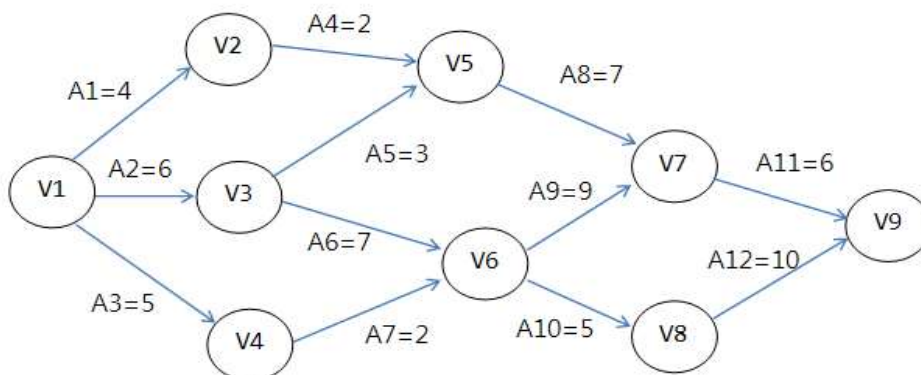 A4=2
V2
V5
A8=7
A1=4
A5=3
V7
A11=6
A2=6
V1
V3
A9=9
V9
A6=7
V6
A12=10
A3=5
A7=2
A10=5
V8
V4